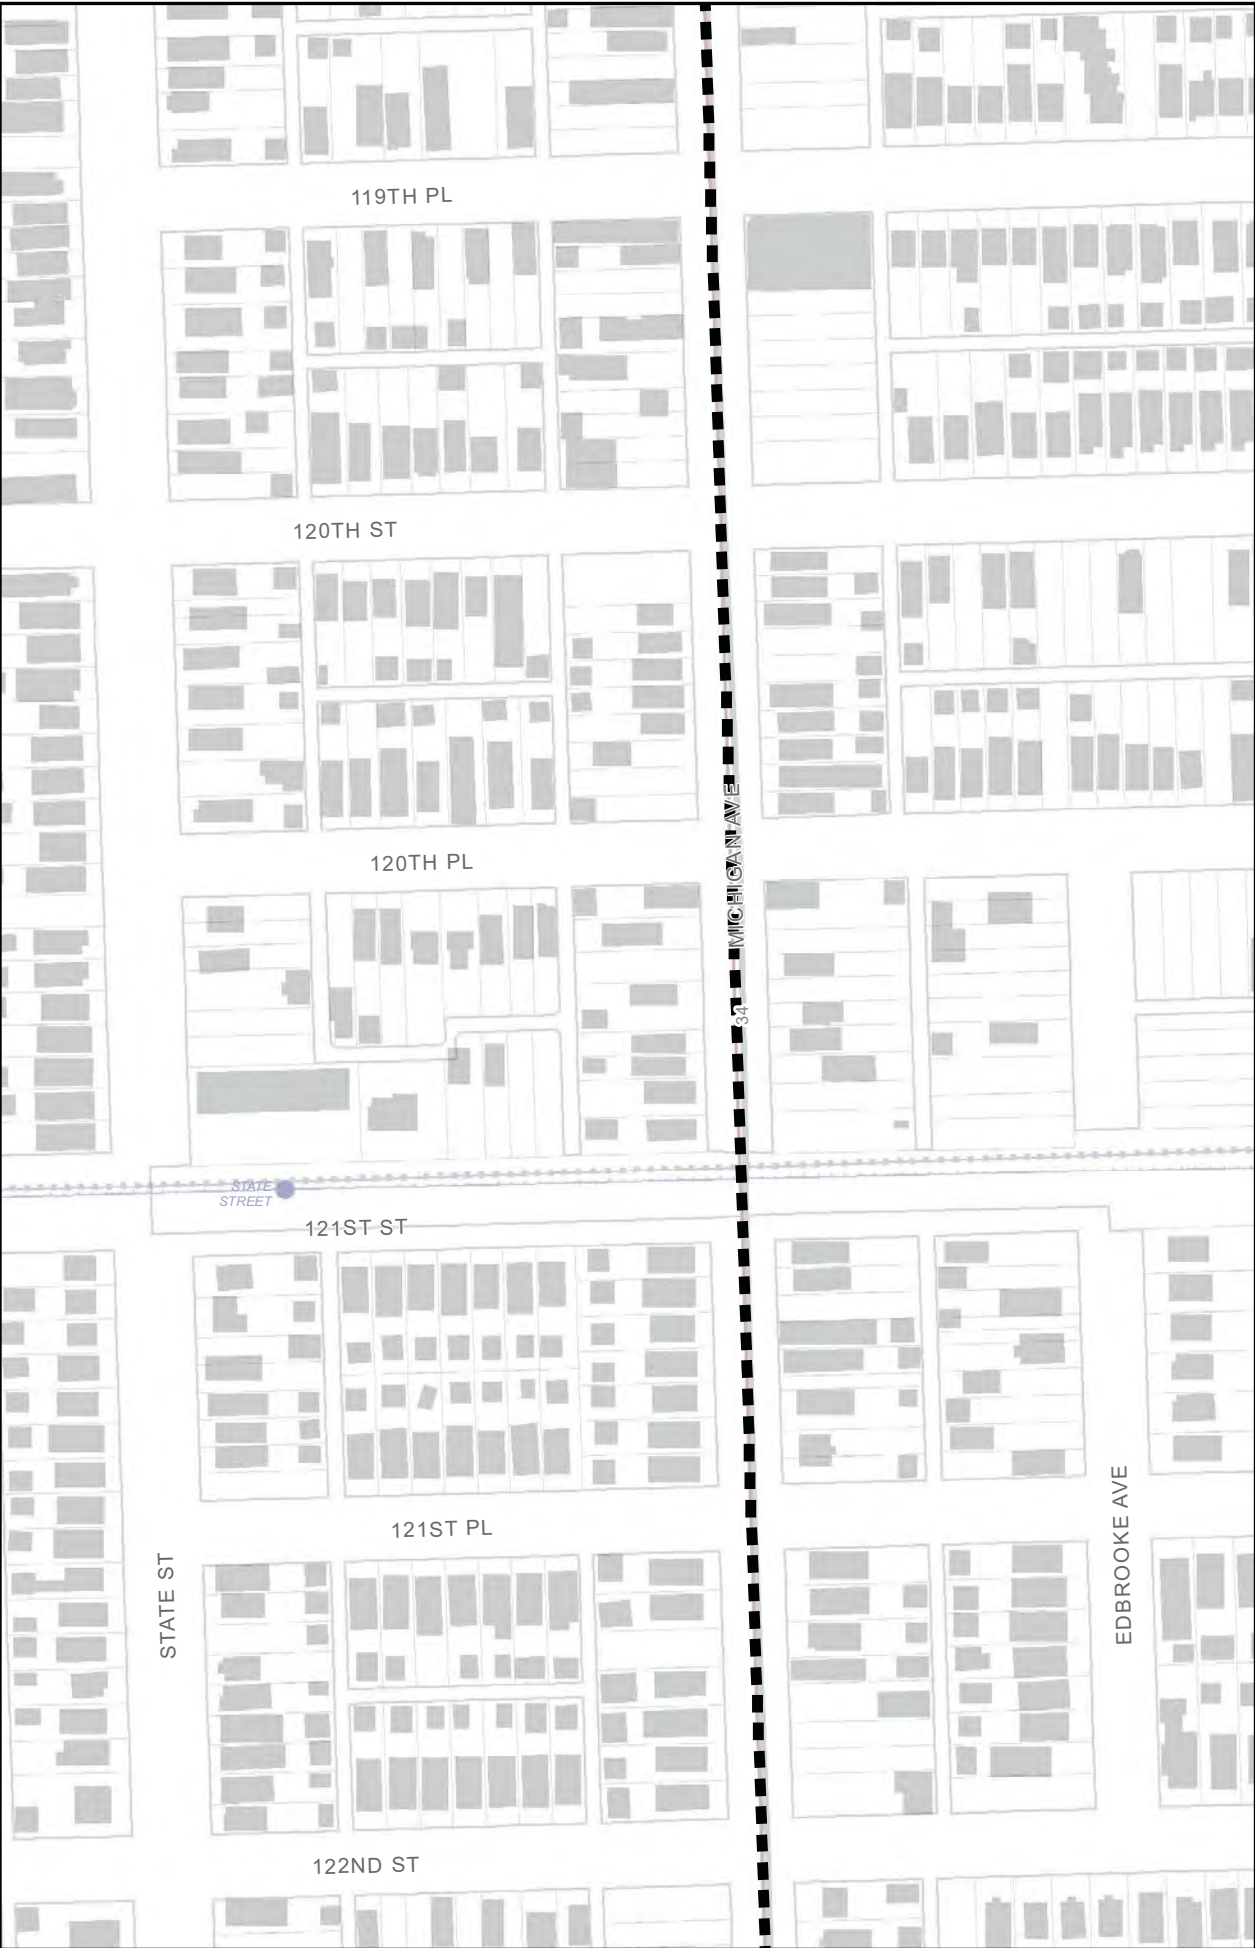 119TH PL
120TH ST
MICHIGAN AVE
120TH PL
34
STATE
STREET
121ST ST
EDBROOKE AVE
121ST PL
STATE ST
122ND ST